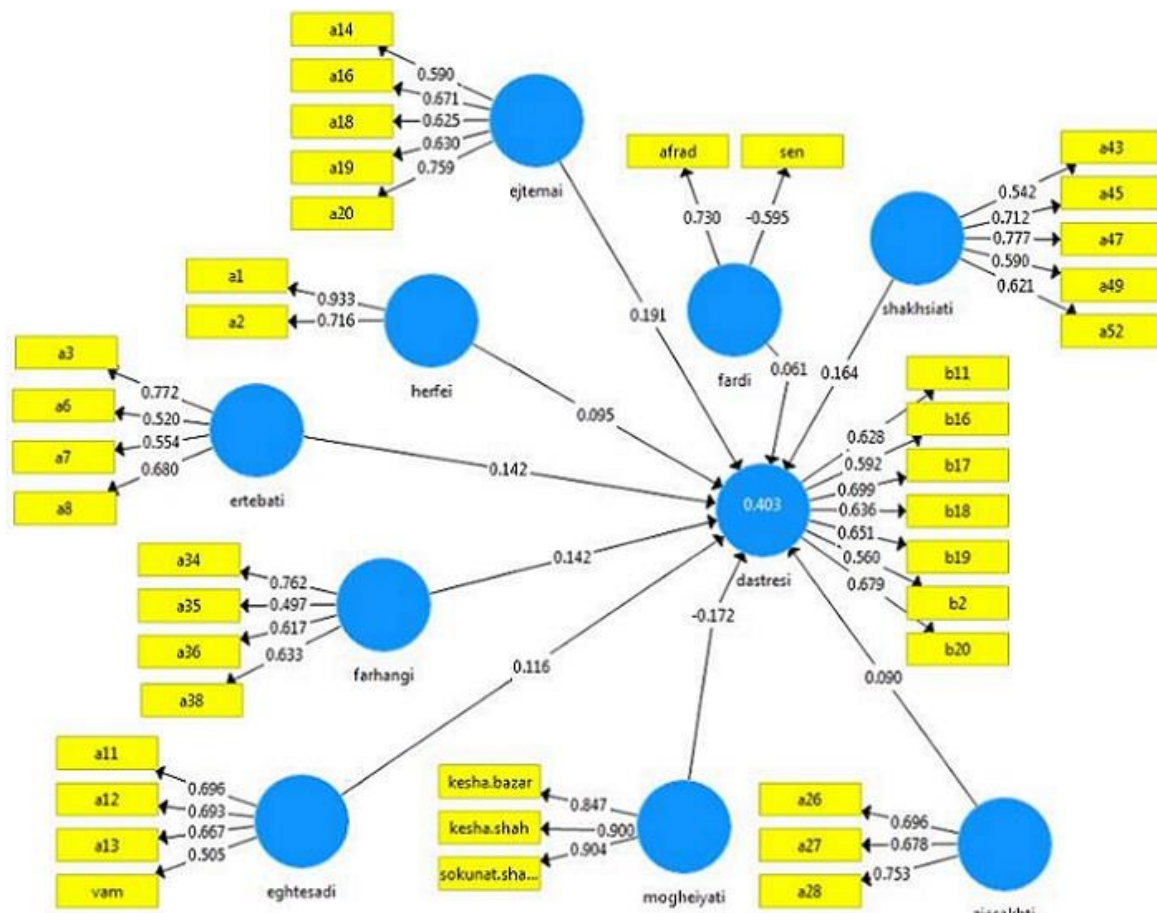 a14
a16
a18
a19
a20
0.590
0.671
0.625
0.630
0.759
ejtemai
0.191
afrad
sen
0.730
-0.595
fardi
0.061
a43
a45
a47
a49
a52
0.542
0.712
0.777
0.590
0.621
shakhsiati
0.164
a1
a2
0.933
0.716
herfei
0.095
a3
a6
a7
a8
0.772
0.520
0.554
0.680
ertebati
0.142
b11
b16
b17
b18
b19
b2
b20
0.628
0.592
0.699
0.636
0.651
0.560
0.679
0.403
dastresi
a34
a35
a36
a38
0.762
0.497
0.617
0.633
farhangi
0.142
a11
a12
a13
vam
0.696
0.693
0.667
0.505
eghtesadi
0.116
kesha.bazar
kesha.shah
sokunat.sha...
0.847
0.900
0.904
mogheiyati
-0.172
a26
a27
a28
0.696
0.678
0.753
0.090